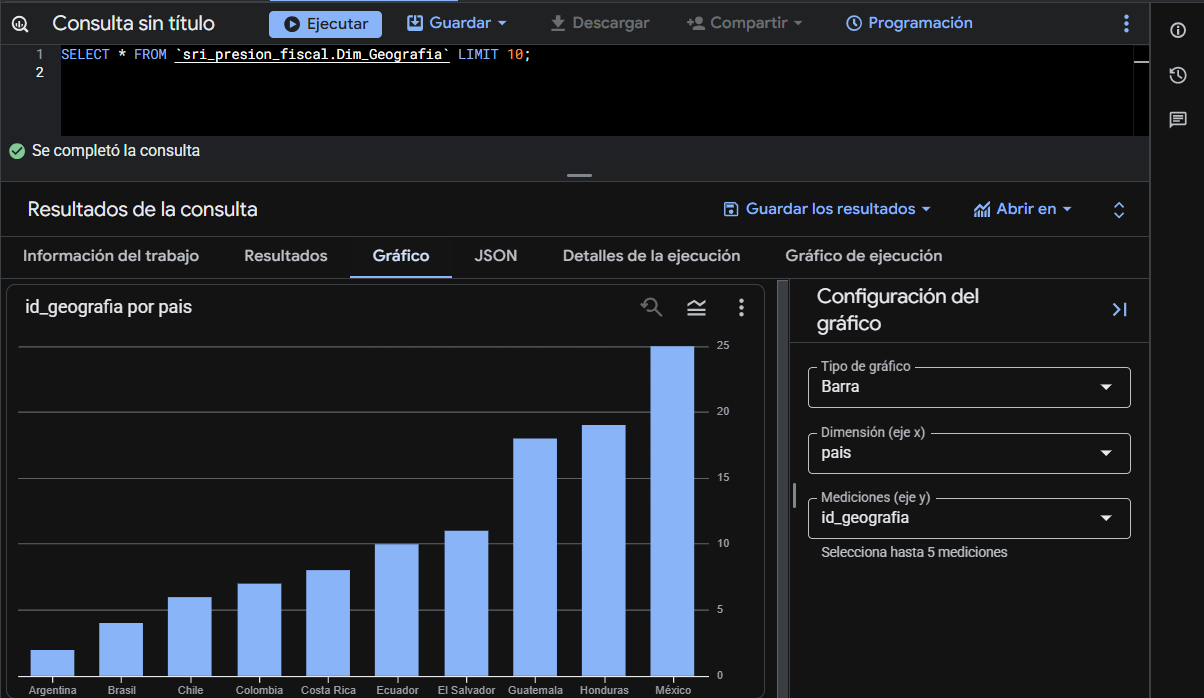 Consulta sin título
Ejecutar
Guardar
Descargar
Compartir
Programación
1 SELECT * FROM `sri_presion_fiscal.Dim_Geografia` LIMIT 10;
2
Se completó la consulta
Resultados de la consulta
Guardar los resultados
Abrir en
Información del trabajo
Resultados
Gráfico
JSON
Detalles de la ejecución
Gráfico de ejecución
id_geografia por pais
25
20
15
10
5
0
Argentina Brasil Chile Colombia Costa Rica Ecuador El Salvador Guatemala Honduras México
Configuración del
gráfico
Tipo de gráfico
Barra
Dimensión (eje x)
pais
Mediciones (eje y)
id_geografia
Selecciona hasta 5 mediciones